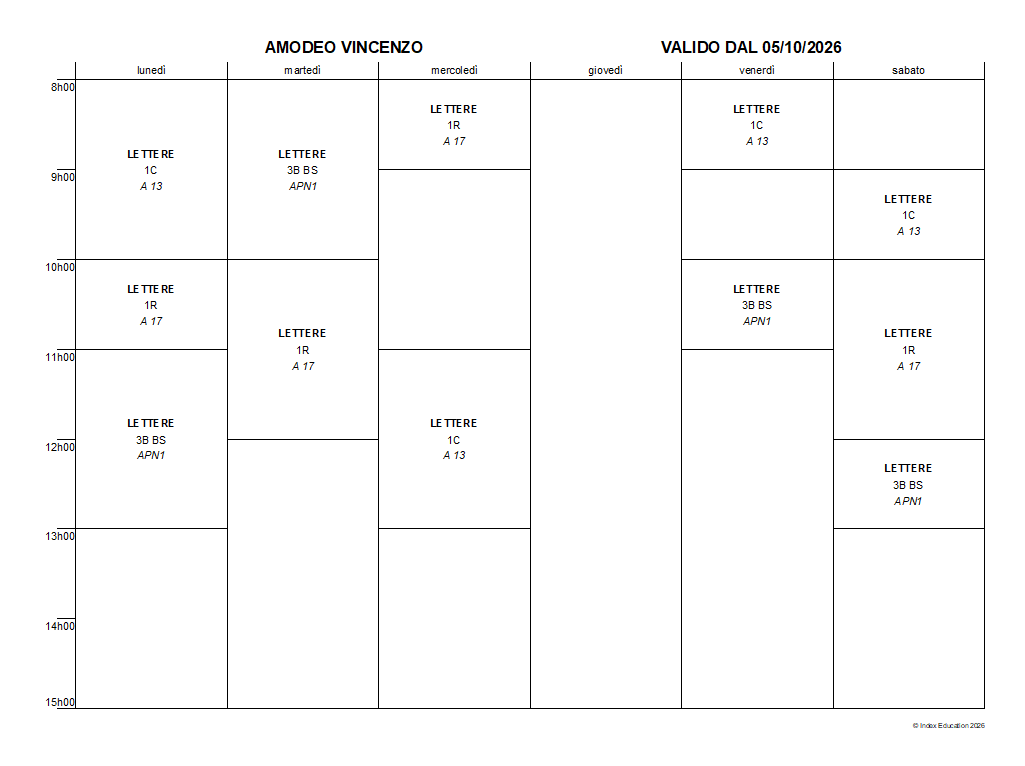 AMODEO VINCENZO
VALIDO DAL 05/10/2026
lunedì
martedì
mercoledì
giovedì
venerdì
sabato
8h00
9h00
10h00
11h00
12h00
13h00
14h00
15h00
LETTERE
1C
A 13
LETTERE
1R
A 17
LETTERE
3B BS
APN1
LETTERE
3B BS
APN1
LETTERE
1R
A 17
LETTERE
1R
A 17
LETTERE
1C
A 13
LETTERE
1C
A 13
LETTERE
3B BS
APN1
LETTERE
1C
A 13
LETTERE
1R
A 17
LETTERE
3B BS
APN1
© Index Education 2026